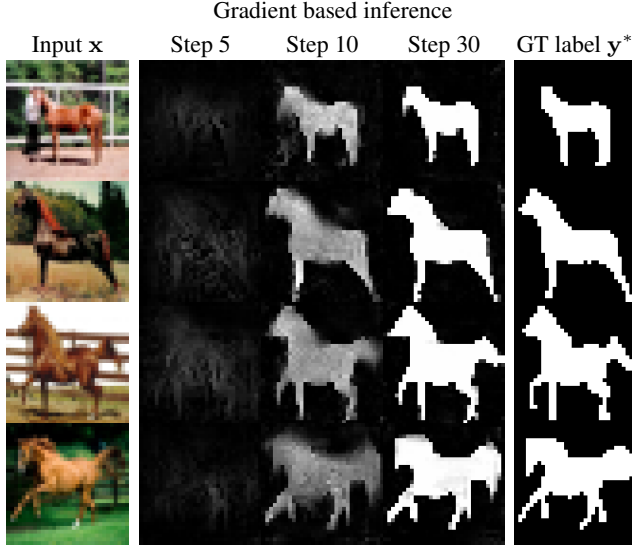 Gradient based inference
Input x Step 5 Step 10 Step 30 GT label y*